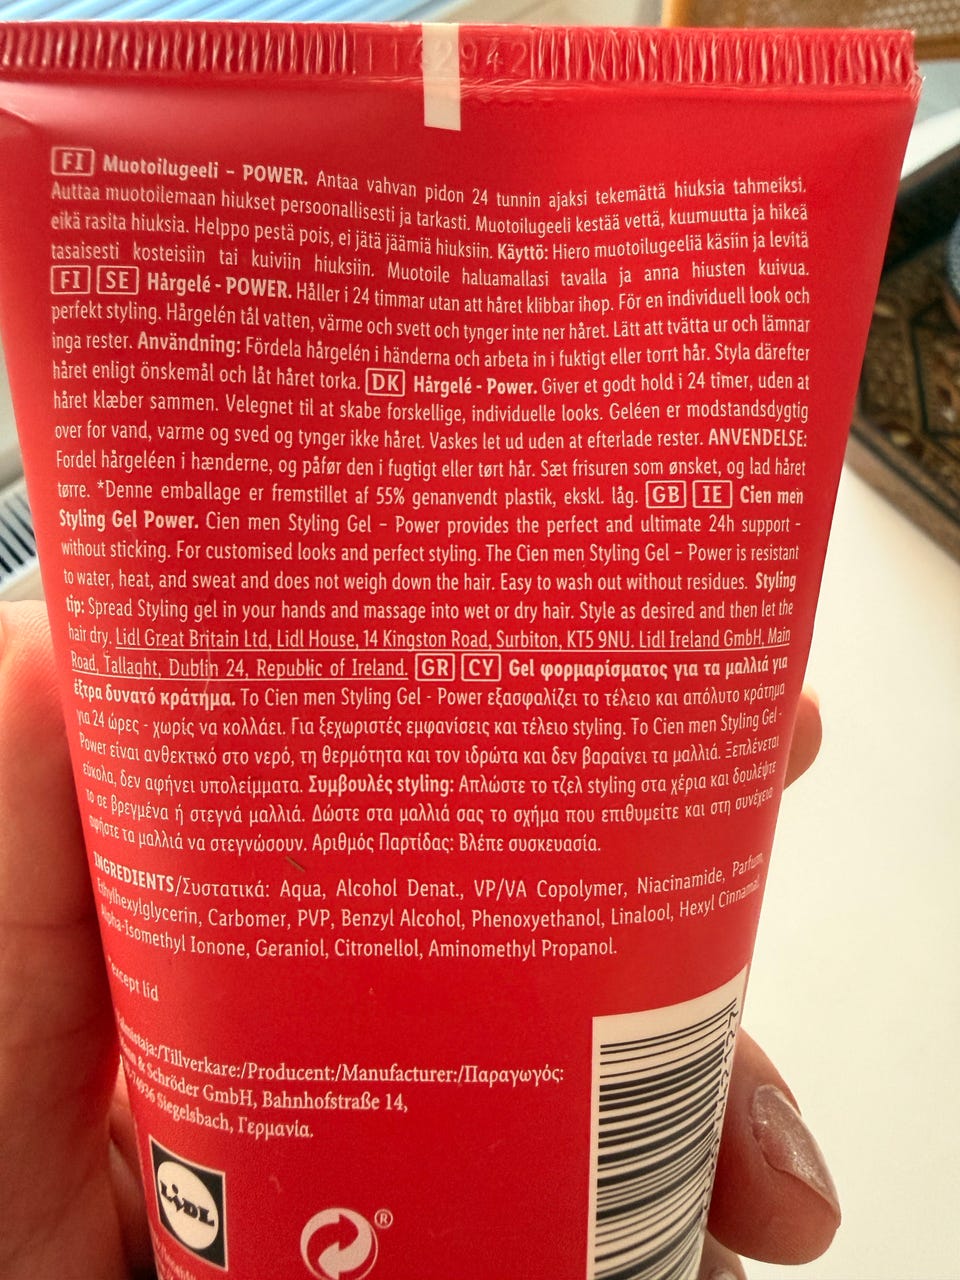 1142942
FI Muotoilugeeli – POWER. Antaa vahvan pidon 24 tunnin ajaksi tekemättä hiuksia tahmeiksi.
Auttaa muotoilemaan hiukset persoonallisesti ja tarkasti. Muotoilugeeli kestää vettä, kuumuutta ja hikeä
eikä rasita hiuksia. Helppo pestä pois, ei jätä jäämiä hiuksiin. Käyttö: Hiero muotoilugeeliä käsiin ja levitä
tasaisesti kosteisiin tai kuiviin hiuksiin. Muotoile haluamallasi tavalla ja anna hiusten kuivua.
FI SE Hårgelé - POWER. Håller i 24 timmar utan att håret klibbar ihop. För en individuell look och
perfekt styling. Hårgelén tål vatten, värme och svett och tynger inte ner håret. Lätt att tvätta ur och lämnar
inga rester. Användning: Fördela hårgelén i händerna och arbeta in i fuktigt eller torrt hår. Styla därefter
håret enligt önskemål och låt håret torka. DK Hårgelé - Power. Giver et godt hold i 24 timer, uden at
håret klæber sammen. Velegnet til at skabe forskellige, individuelle looks. Geléen er modstandsdygtig
over for vand, varme og sved og tynger ikke håret. Vaskes let ud uden at efterlade rester. ANVENDELSE:
Fordel hårgeléen i hænderne, og påfør den i fugtigt eller tørt hår. Sæt frisuren som ønsket, og lad håret
tørre. *Denne emballage er fremstillet af 55% genanvendt plastik, ekskl. låg. GB IE Cien men
Styling Gel Power. Cien men Styling Gel – Power provides the perfect and ultimate 24h support -
without sticking. For customised looks and perfect styling. The Cien men Styling Gel – Power is resistant
to water, heat, and sweat and does not weigh down the hair. Easy to wash out without residues. Styling
tip: Spread Styling gel in your hands and massage into wet or dry hair. Style as desired and then let the
hair dry. Lidl Great Britain Ltd, Lidl House, 14 Kingston Road, Surbiton, KT5 9NU. Lidl Ireland GmbH, Main
Road, Tallaght, Dublin 24, Republic of Ireland. GR CY Gel φορμαρίσματος για τα μαλλιά για
έξτρα δυνατό κράτημα. Το Cien men Styling Gel - Power εξασφαλίζει το τέλειο και απόλυτο κράτημα
για 24 ώρες - χωρίς να κολλάει. Για ξεχωριστές εμφανίσεις και τέλειο styling. Το Cien men Styling Gel -
Power είναι ανθεκτικό στο νερό, τη θερμότητα και τον ιδρώτα και δεν βαραίνει τα μαλλιά. Ξεπλένεται
εύκολα, δεν αφήνει υπολείμματα. Συμβουλές styling: Απλώστε το τζελ styling στα χέρια και δουλέψτε
το σε βρεγμένα ή στεγνά μαλλιά. Δώστε στα μαλλιά σας το σχήμα που επιθυμείτε και στη συνέχεια
αφήστε τα μαλλιά να στεγνώσουν. Αριθμός Παρτίδας: Βλέπε συσκευασία.
INGREDIENTS/Συστατικά: Aqua, Alcohol Denat., VP/VA Copolymer, Niacinamide, Parfum,
Ethylhexylglycerin, Carbomer, PVP, Benzyl Alcohol, Phenoxyethanol, Linalool, Hexyl Cinnamal,
Alpha-Isomethyl Ionone, Geraniol, Citronellol, Aminomethyl Propanol.
*except lid
/Tillverkare:/Producent:/Manufacturer:/Παραγωγός:
& Schröder GmbH, Bahnhofstraße 14,
74936 Siegelsbach, Γερμανία.
LIDL
®